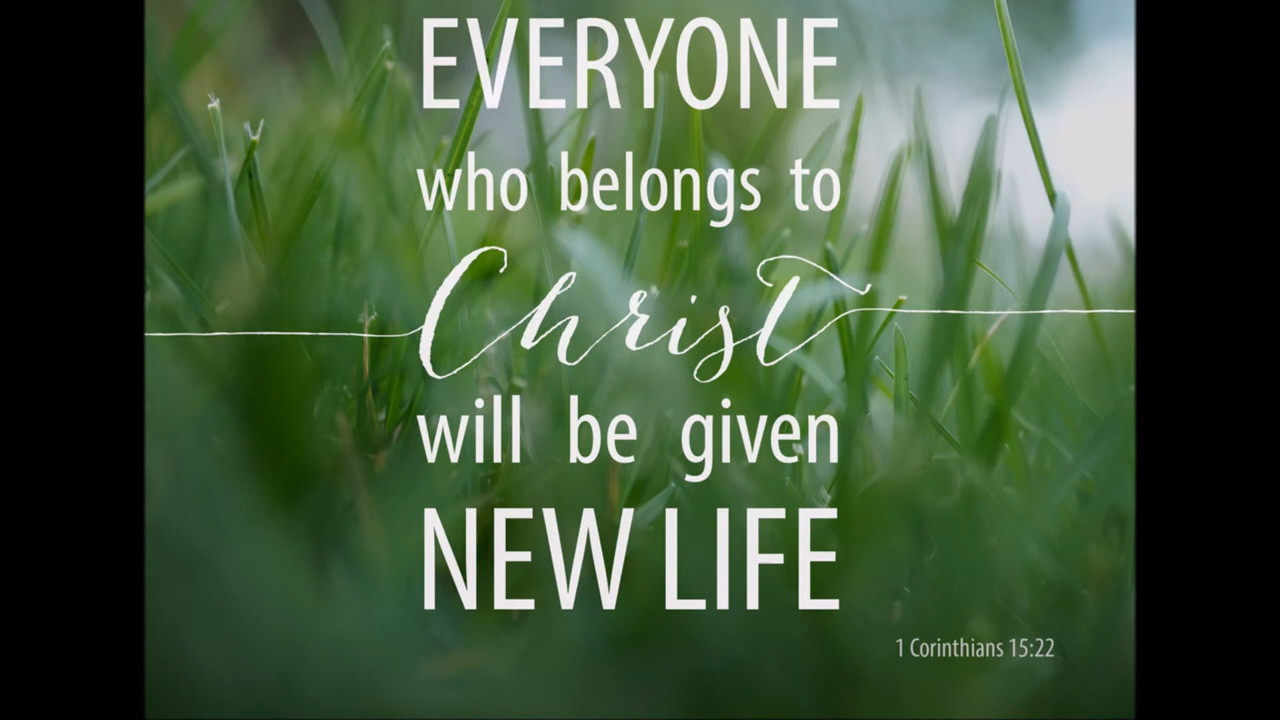 EVERYONE
who belongs to
Christ
will be given
NEW LIFE
1 Corinthians 15:22